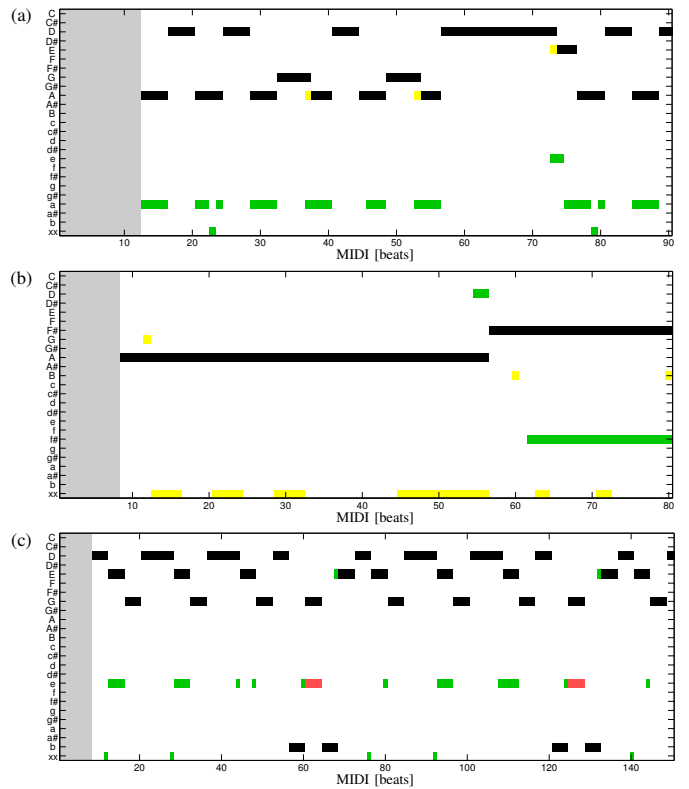 (a)
C
C#
D
D#
E
F
F#
G
G#
A
A#
B
c
c#
d
d#
e
f
f#
g
g#
a
a#
b
xx
10 20 30 40 50 60 70 80 90
MIDI [beats]
(b)
C
C#
D
D#
E
F
F#
G
G#
A
A#
B
c
c#
d
d#
e
f
f#
g
g#
a
a#
b
xx
10 20 30 40 50 60 70 80
MIDI [beats]
(c)
C
C#
D
D#
E
F
F#
G
G#
A
A#
B
c
c#
d
d#
e
f
f#
g
g#
a
a#
b
xx
20 40 60 80 100 120 140
MIDI [beats]